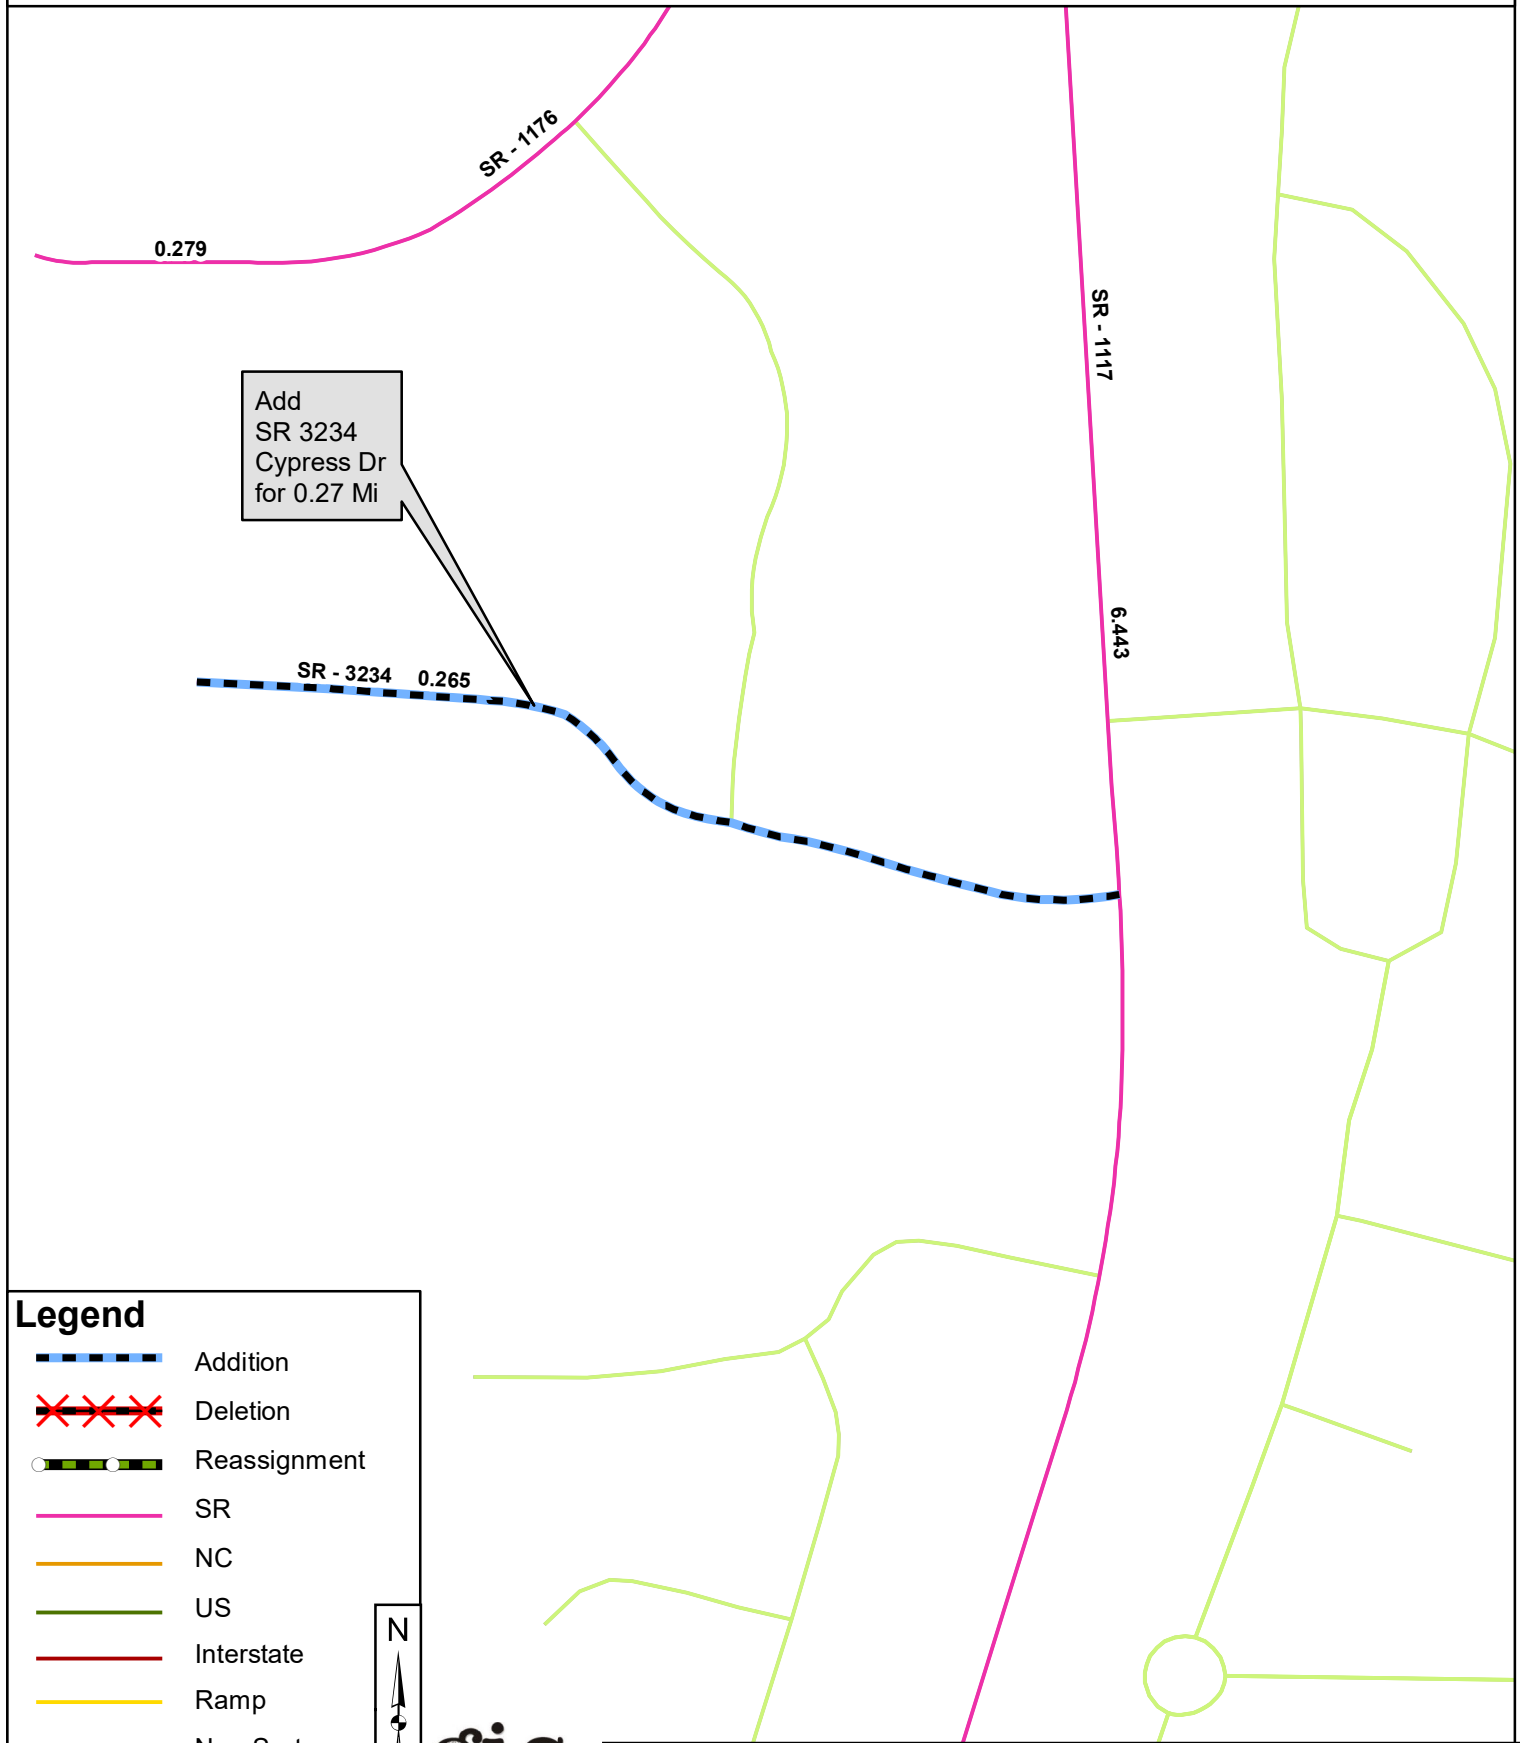 SR - 1176
0.279
SR - 1117
Add
SR 3234
Cypress Dr
for 0.27 Mi
6.443
SR - 3234 0.265
Legend
Addition
Deletion
Reassignment
SR
NC
US
Interstate
Ramp
N